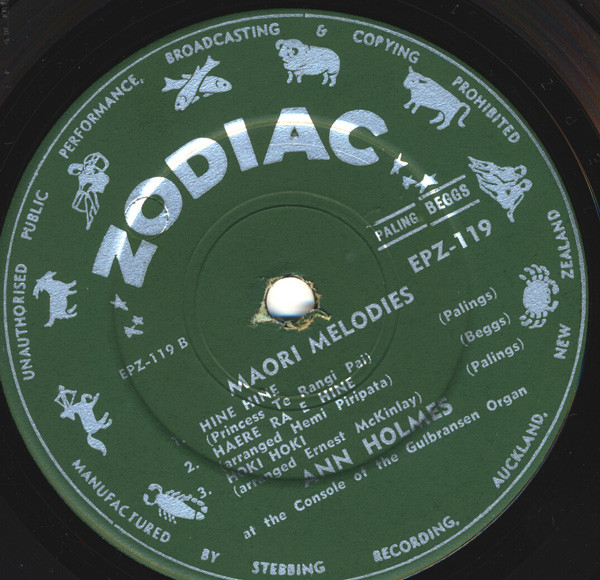 UNAUTHORISED PUBLIC PERFORMANCE, BROADCASTING & COPYING PROHIBITED
ZODIAC
PALING BEGGS
EPZ-119
EPZ-119 B
MAORI MELODIES
1. HINE HINE (Palings)
(Princess Te Rangi Pai)
2. HAERE RA E HINE (Beggs)
(arranged Hemi Piripata)
3. HOKI HOKI (Palings)
(arranged Ernest McKinlay)
ANN HOLMES
at the Console of the Gulbransen Organ
MANUFACTURED BY STEBBING RECORDING, AUCKLAND, NEW ZEALAND